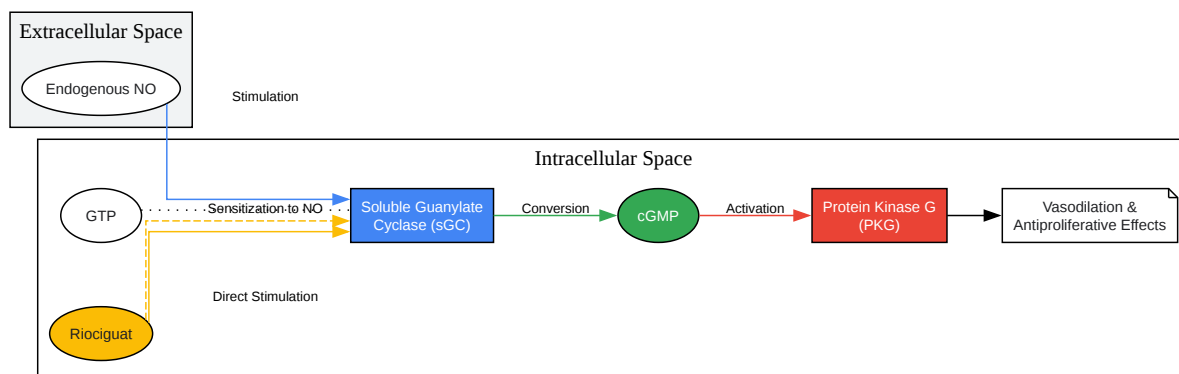 Extracellular Space
Endogenous NO
Stimulation
Intracellular Space
GTP
Sensitization to NO
Soluble Guanylate
Cyclase (sGC)
Conversion
cGMP
Activation
Protein Kinase G
(PKG)
Vasodilation &
Antiproliferative Effects
Direct Stimulation
Riociguat